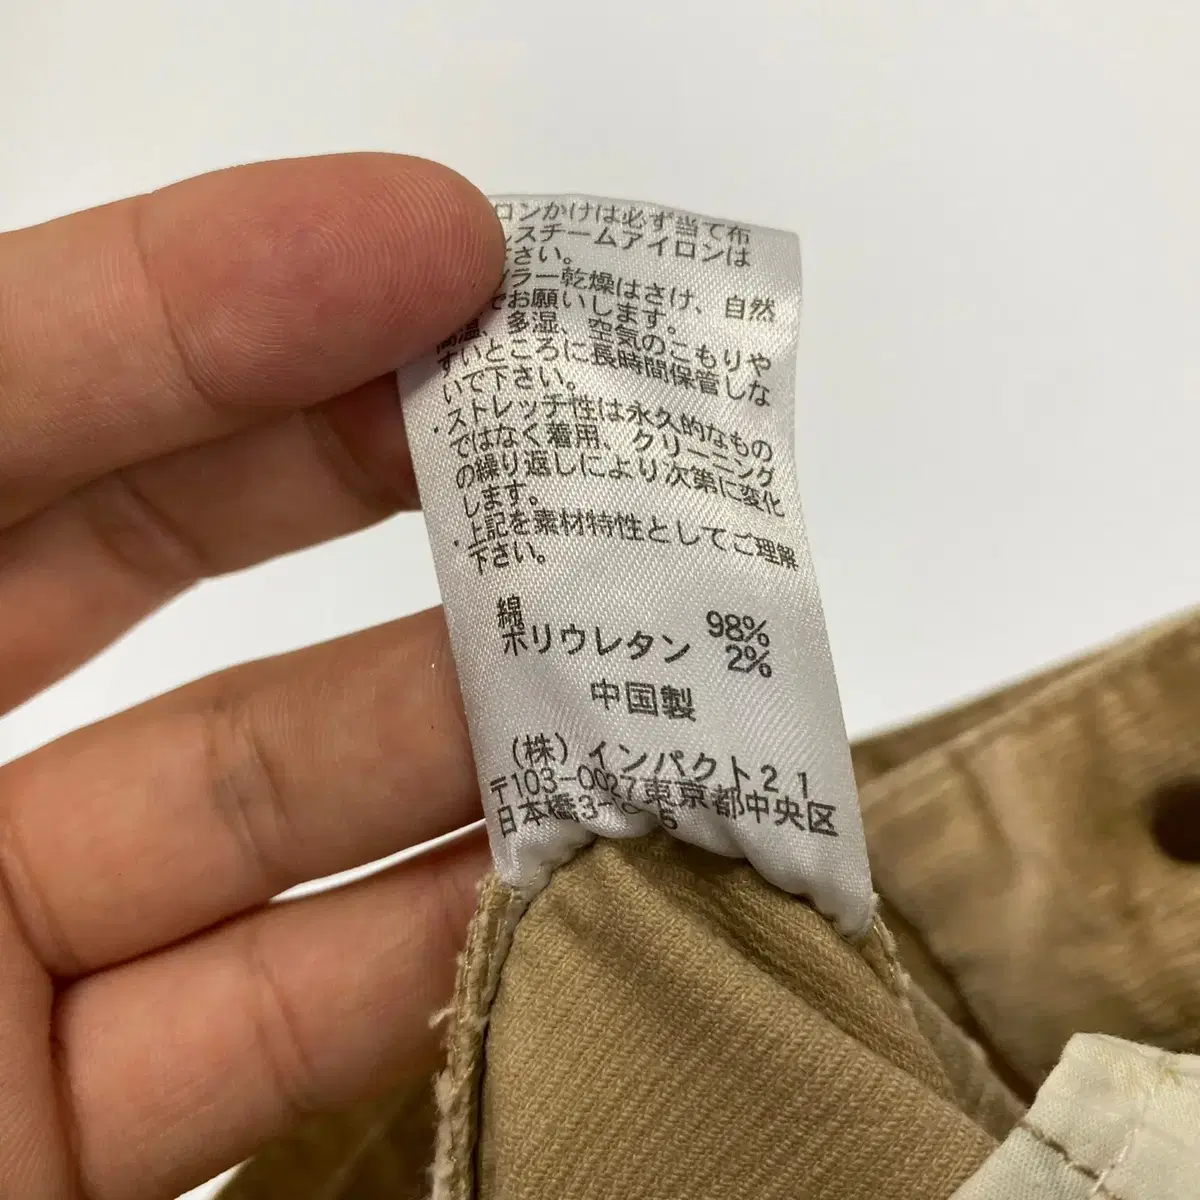 ロンかけは必ず当て布
スチームアイロンは
下さい。
ブラー乾燥はさけ、自然
でお願いします。
高温、多湿、空気のこもりや
すいところに長時間保管しな
いで下さい。
・ストレッチ性は永久的なもの
ではなく着用、クリーニング
の繰り返しにより次第に変化
します。
・上記を素材特性としてご理解
下さい。
綿 98%
ポリウレタン 2%
中国製
(株)インパクト21
〒103-0027東京都中央区
日本橋3-